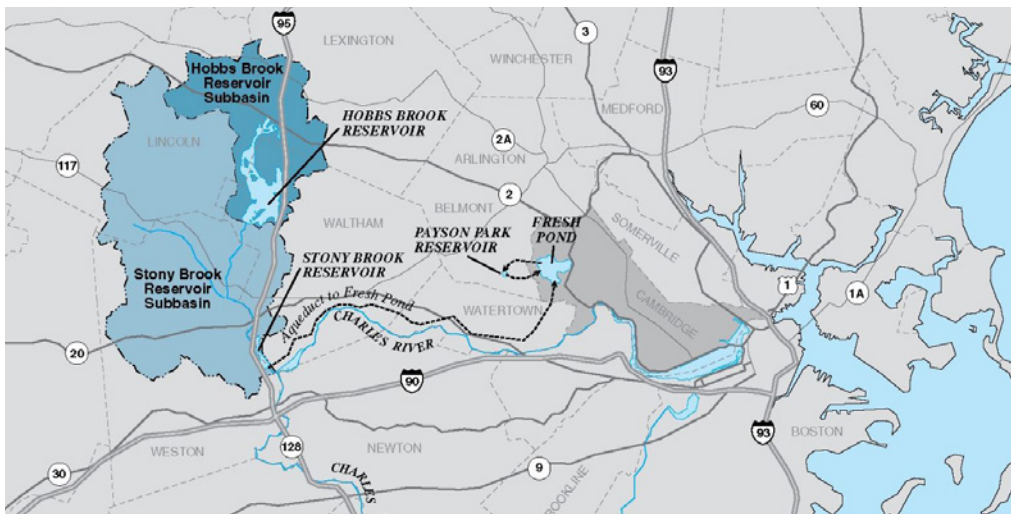 95
LEXINGTON
3
WINCHESTER
93
Hobbs Brook
Reservoir
Subbasin
MEDFORD
60
HOBBS BROOK
RESERVOIR
LINCOLN
2A
ARLINGTON
117
2
BELMONT
PAYSON PARK
RESERVOIR
FRESH
POND
SOMERVILLE
WALTHAM
STONY BROOK
RESERVOIR
Stony Brook
Reservoir
Subbasin
Aqueduct to Fresh Pond
WATERTOWN
CAMBRIDGE
1
1A
CHARLES RIVER
20
90
WESTON
128
NEWTON
93
BOSTON
30
CHARLES
9
BROOKLINE